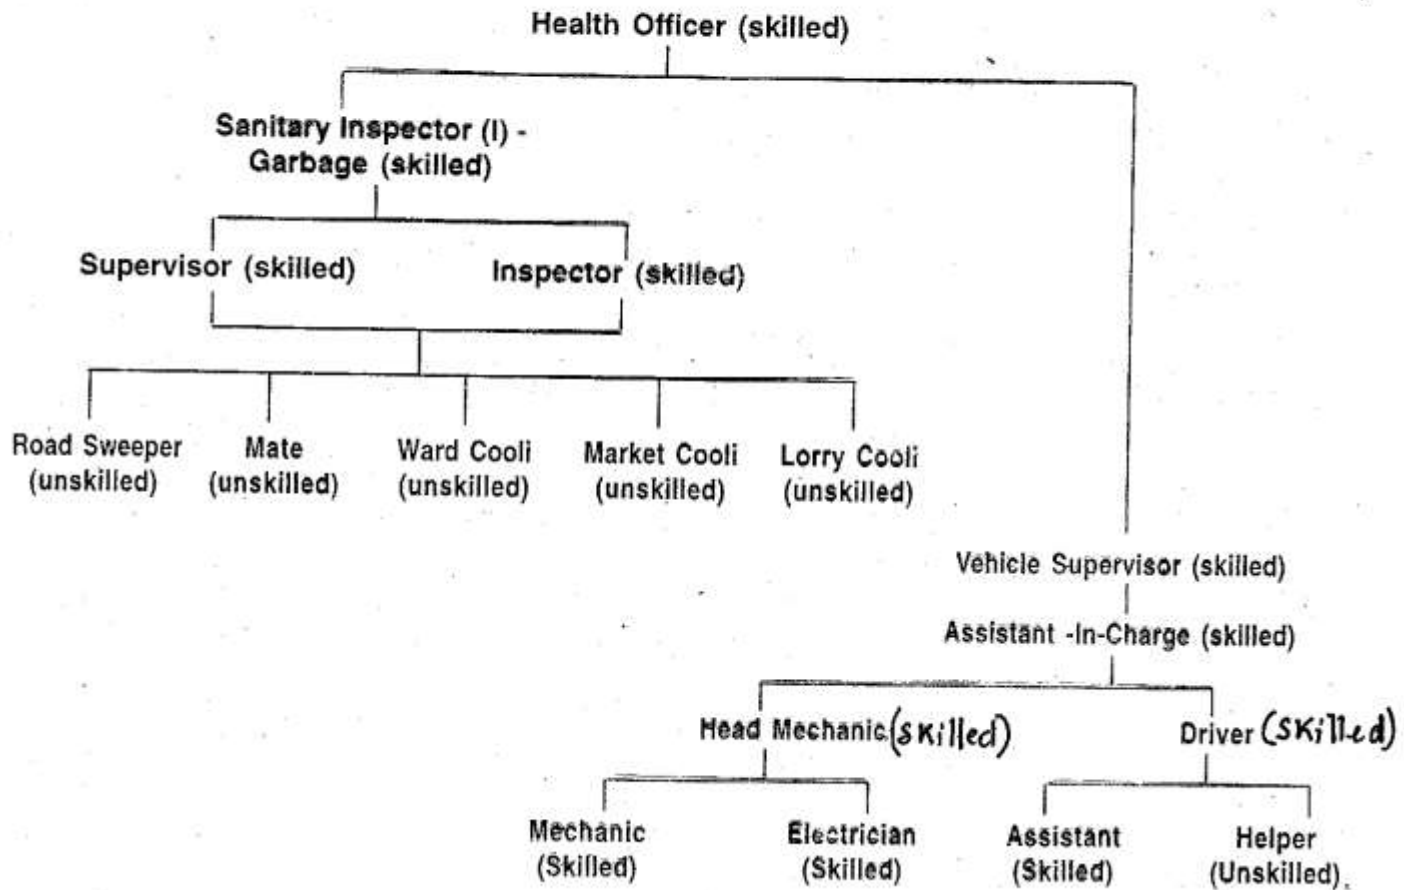 Health Officer (skilled)
Sanitary Inspector (I) -
Garbage (skilled)
Supervisor (skilled)
Inspector (skilled)
Road Sweeper
(unskilled)
Mate
(unskilled)
Ward Cooli
(unskilled)
Market Cooli
(unskilled)
Lorry Cooli
(unskilled)
Vehicle Supervisor (skilled)
Assistant -In-Charge (skilled)
Head Mechanic (SKilled)
Driver (SKilled)
Mechanic
(Skilled)
Electrician
(Skilled)
Assistant
(Skilled)
Helper
(Unskilled)